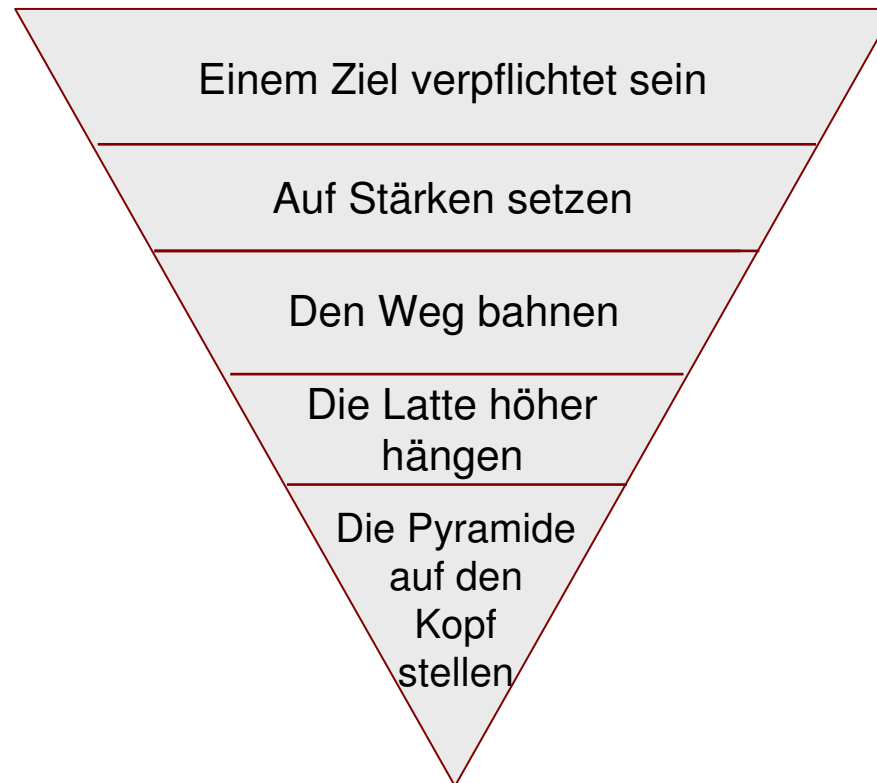 Einem Ziel verpflichtet sein
Auf Stärken setzen
Den Weg bahnen
Die Latte höher
hängen
Die Pyramide
auf den
Kopf
stellen